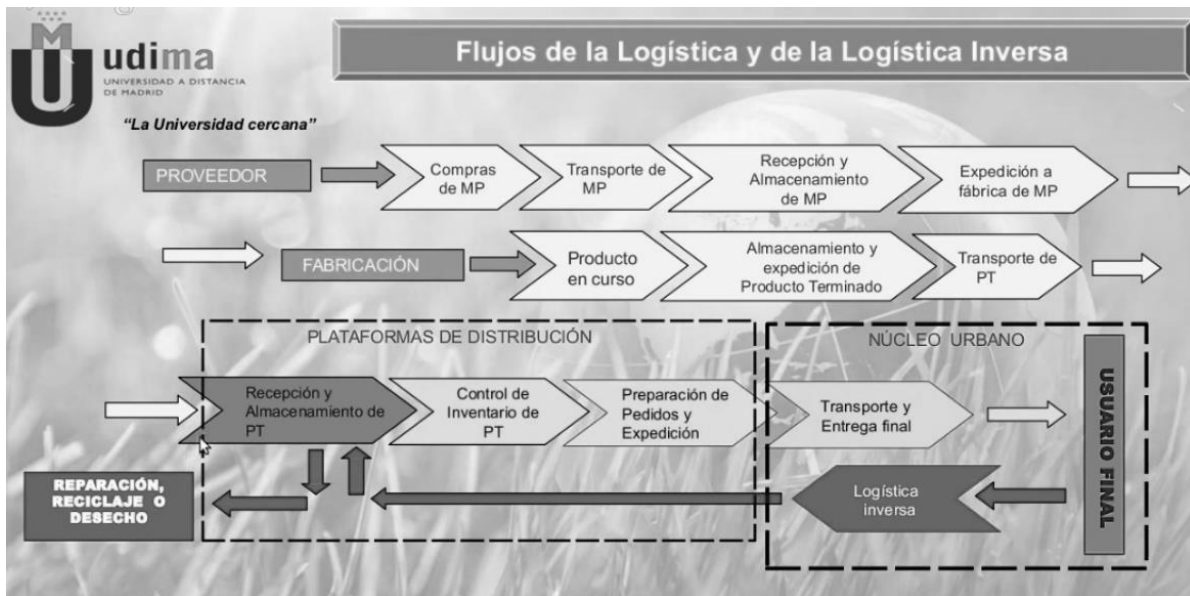 udima
UNIVERSIDAD A DISTANCIA
DE MADRID
“La Universidad cercana”
Flujos de la Logística y de la Logística Inversa
PROVEEDOR
Compras
de MP
Transporte de
MP
Recepción y
Almacenamiento
de MP
Expedición a
fábrica de MP
FABRICACIÓN
Producto
en curso
Almacenamiento y
expedición de
Producto Terminado
Transporte de
PT
PLATAFORMAS DE DISTRIBUCIÓN
NÚCLEO URBANO
Recepción y
Almacenamiento de
PT
Control de
Inventario de
PT
Preparación de
Pedidos y
Expedición
Transporte y
Entrega final
USUARIO FINAL
REPARACIÓN,
RECICLAJE O
DESECHO
Logística
inversa